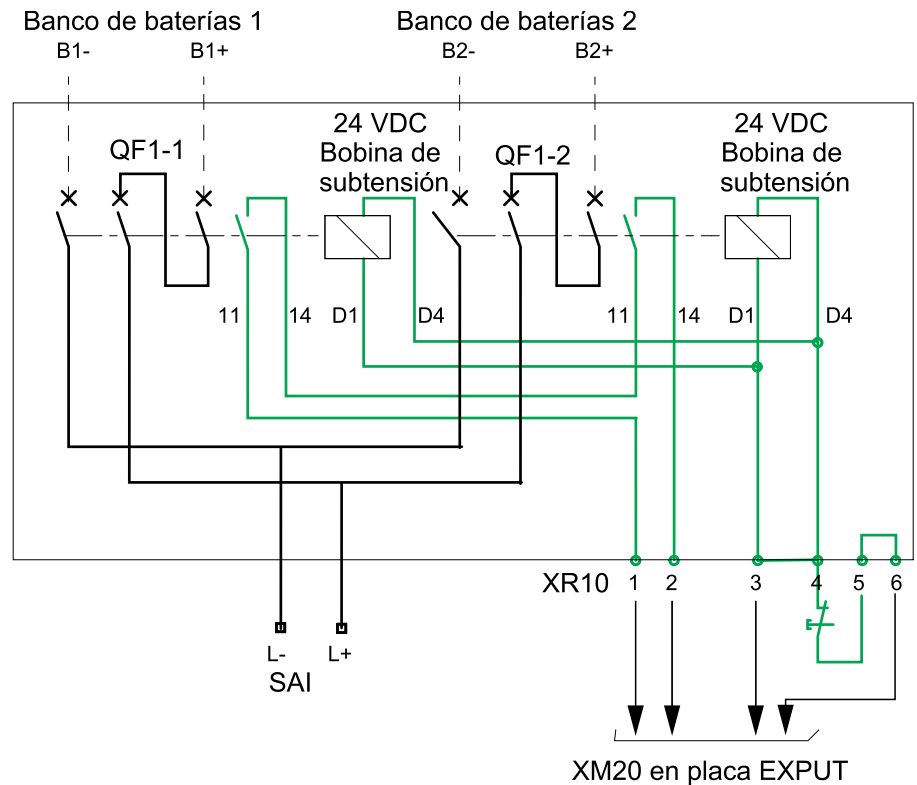 Banco de baterías 1
Banco de baterías 2
B1-
B1+
B2-
B2+
QF1-1
24 VDC
Bobina de
subtensión
QF1-2
24 VDC
Bobina de
subtensión
11
14
D1
D4
11
14
D1
D4
XR10
1
2
3
4
5
6
L-
L+
SAI
XM20 en placa EXPUT